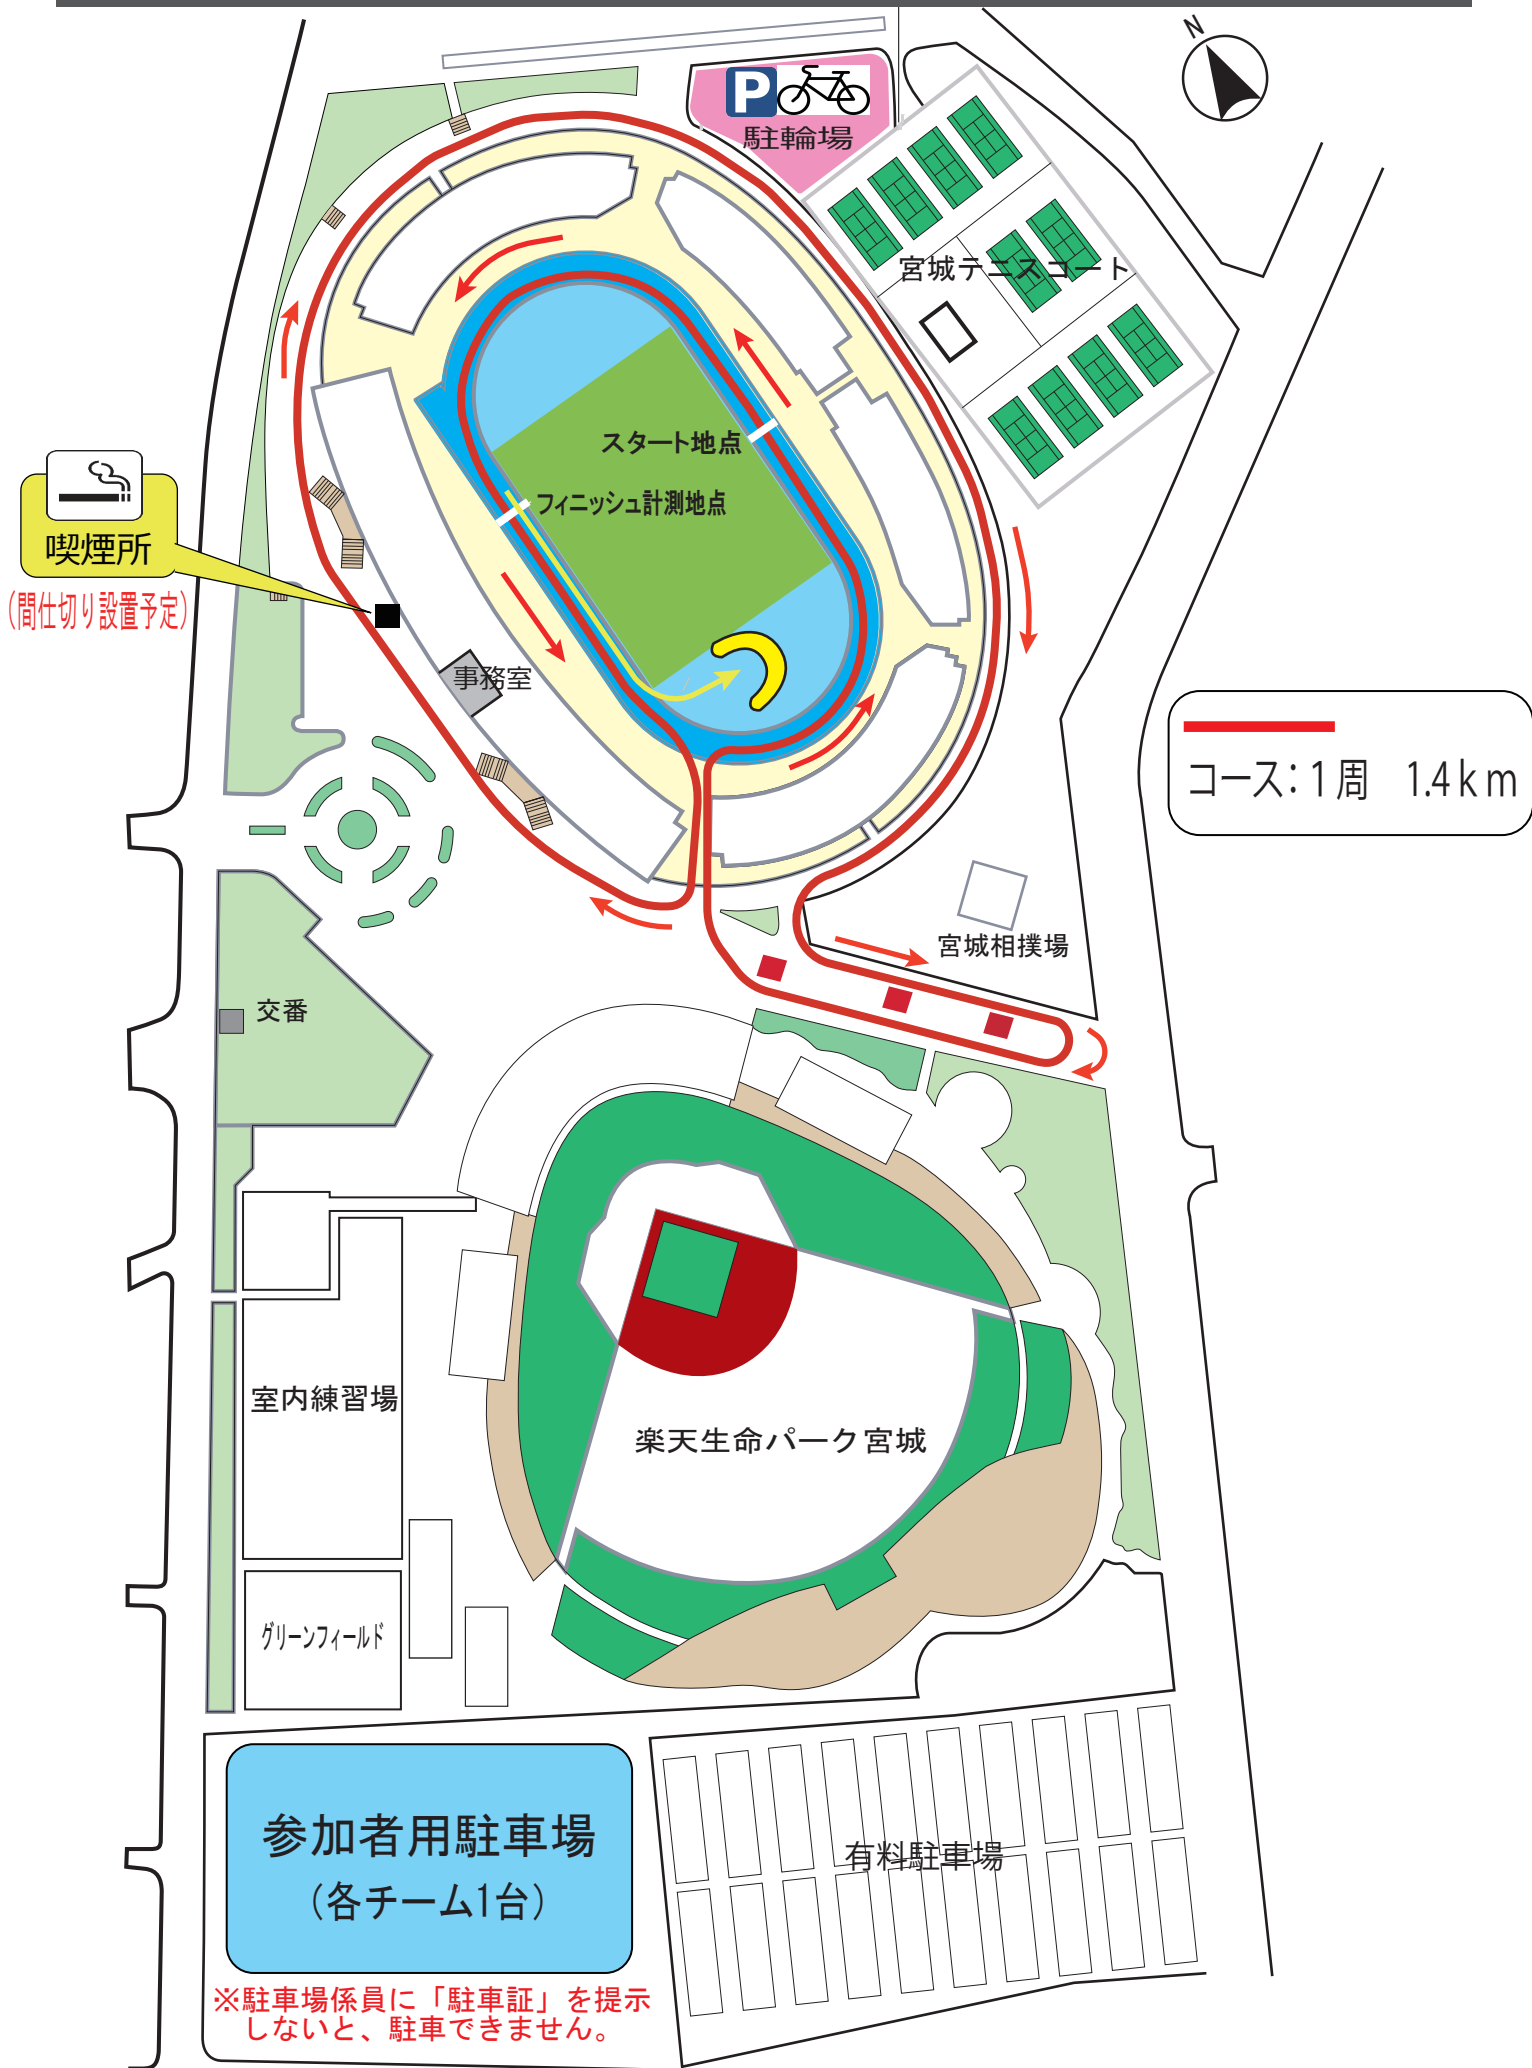 N
P
駐輪場
宮城テニスコート
スタート地点
フィニッシュ計測地点
喫煙所
(間仕切り設置予定)
事務室
コース：1周　1.4km
宮城相撲場
交番
室内練習場
楽天生命パーク宮城
グリーンフィールド
参加者用駐車場
（各チーム1台）
有料駐車場
※駐車場係員に「駐車証」を提示
しないと、駐車できません。